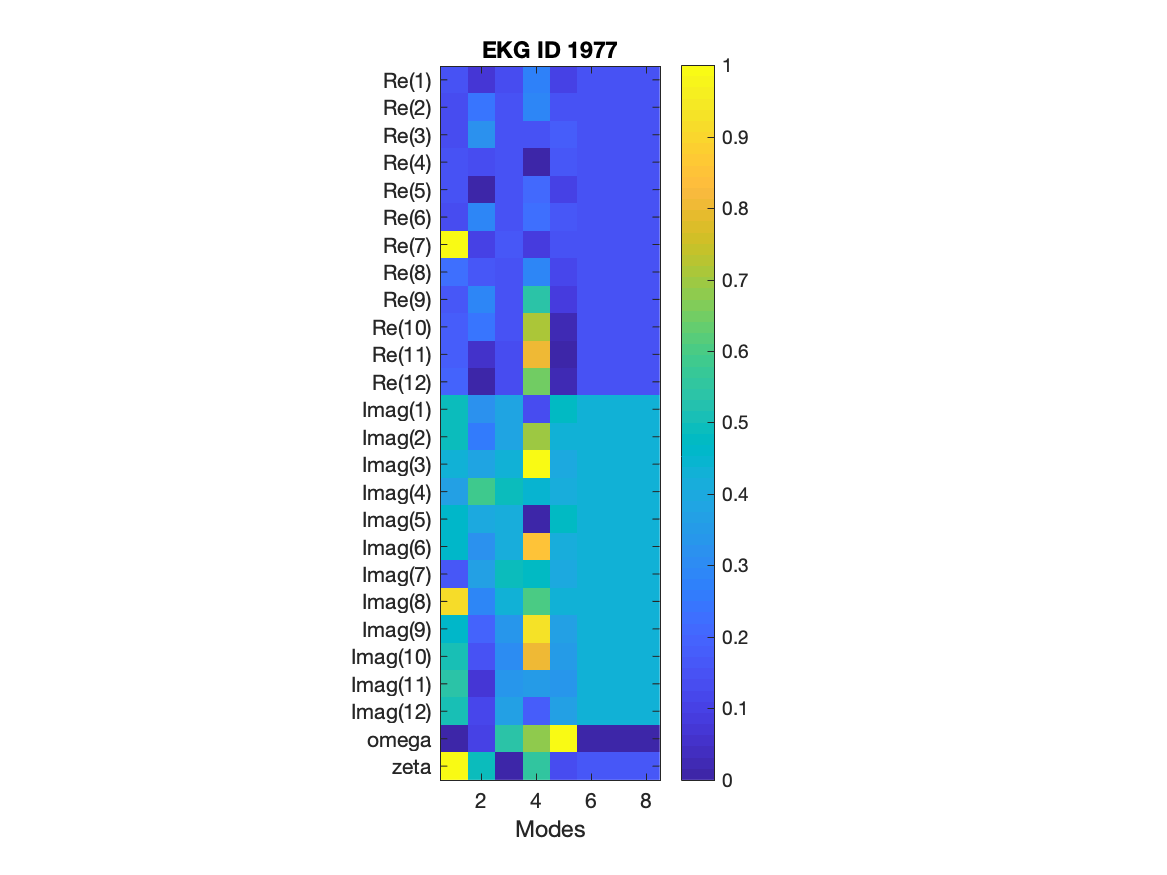 EKG ID 1977
Re(1)
Re(2)
Re(3)
Re(4)
Re(5)
Re(6)
Re(7)
Re(8)
Re(9)
Re(10)
Re(11)
Re(12)
Imag(1)
Imag(2)
Imag(3)
Imag(4)
Imag(5)
Imag(6)
Imag(7)
Imag(8)
Imag(9)
Imag(10)
Imag(11)
Imag(12)
omega
zeta
2 4 6 8
Modes
1
0.9
0.8
0.7
0.6
0.5
0.4
0.3
0.2
0.1
0